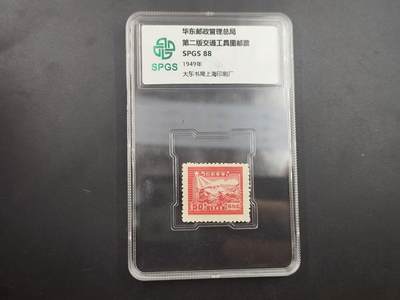 华东邮政管理总局
第二版交通工具图邮票
SPGS 88
1949年
大东书局上海印刷厂
SPGS
50